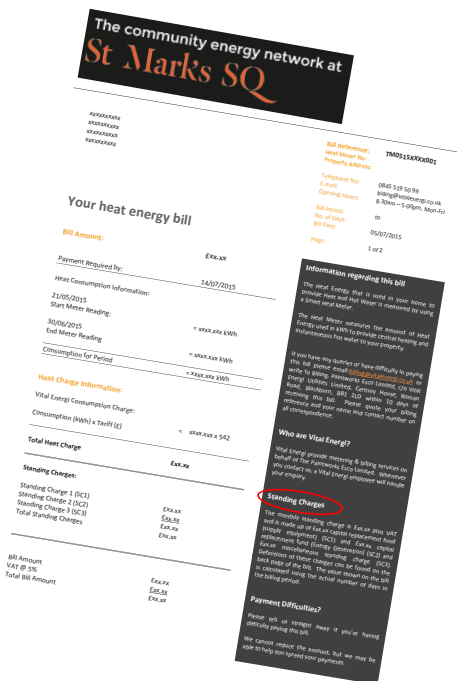 The community energy network at
St Mark's SQ
xxxxxxxxxx
xxxxxxxxxx
xxxxxxxxxx
xxxxxxxxxx
Bill Reference: TM0515xXXX001
Heat Meter No:
Property Address:
Telephone No: 0845 519 50 99
E-mail: billing@vitalenergi.co.uk
Opening Hours: 8.30am – 5.00pm, Mon-Fri
Bill Period: to
No. of Days:
Bill Date: 05/07/2015
Page: 1 of 2
Your heat energy bill
Bill Amount: £xx.xx
Payment Required by: 14/07/2015
Heat Consumption Information:
21/05/2015
Start Meter Reading: = xxxx.xxx kWh
30/06/2015
End Meter Reading = xxxx.xxx kWh
Consumption for Period = xxxx.xxx kWh
Heat Charge Information:
Vital Energi Consumption Charge:
Consumption (kWh) x Tariff (£) = xxxx.xxx x 542
Total Heat Charge £xx.xx
Standing Charges:
Standing Charge 1 (SC1) £xx.xx
Standing Charge 2 (SC2) £xx.xx
Standing Charge 3 (SC3) £xx.xx
Total Standing Charges £xx.xx
Bill Amount £xx.xx
VAT @ 5% £xx.xx
Total Bill Amount £xx.xx
Information regarding this bill
The Heat Energy that is used in your home to
provide Heat and Hot Water is measured by using
a Smart Heat Meter.
The Heat Meter measures the amount of Heat
Energy used in kWh to provide central heating and
instantaneous hot water to your property.
If you have any queries or have difficulty in paying
this bill please email billing@vitalenergi.co.uk or
write to Billing, Paintworks Esco Limited, c/o Vital
Energi Utilities Limited, Century House, Roman
Road, Blackburn, BB1 2LD within 10 days of
receiving this bill. Please quote your billing
reference and your name and contact number on
all correspondence.
Who are Vital Energi?
Vital Energi provide metering & billing services on
behalf of The Paintworks Esco Limited. Whenever
you contact us, a Vital Energi employee will handle
your enquiry.
Standing Charges
The monthly standing charge is £xx.xx plus VAT
and is made up of £xx.xx capital replacement fund
(supply equipment) (SC1) and £xx.xx capital
replacement fund (Energy Generation) (SC2) and
£xx.xx miscellaneous standing charge (SC3).
Definitions of these charges can be found on the
back page of the bill. The value shown on the bill
is calculated using the actual number of days in
the billing period.
Payment Difficulties?
Please tell us straight away if you're having
difficulty paying this bill.
We cannot reduce the amount, but we may be
able to help you spread your payments.